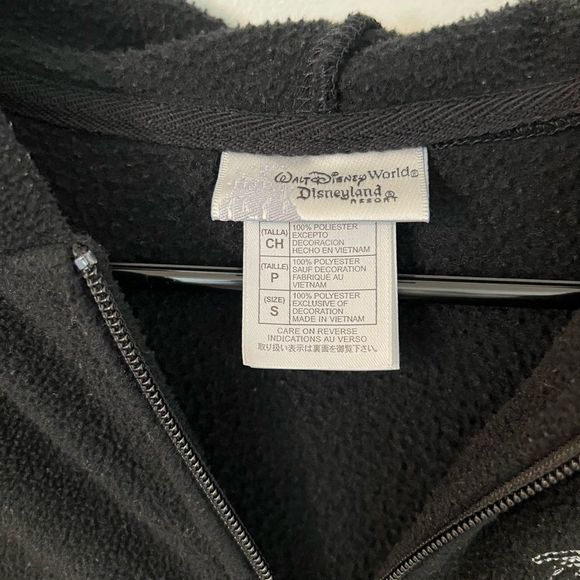 Walt Disney World®
Disneyland®
RESORT
(TALLA) CH
100% POLIESTER
EXCEPTO
DECORACION
HECHO EN VIETNAM
(TAILLE) P
100% POLYESTER
SAUF DECORATION
FABRIQUE AU
VIETNAM
(SIZE) S
100% POLYESTER
EXCLUSIVE OF
DECORATION
MADE IN VIETNAM
CARE ON REVERSE
INDICATIONS AU VERSO
取り扱い表示は裏面を御覧下さい。